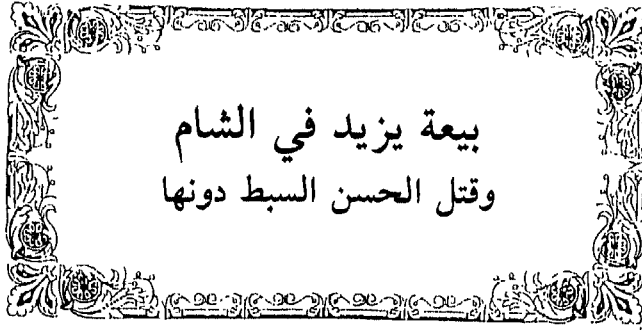 بيعة يزيد في الشام
وقتل الحسن السبط دونها